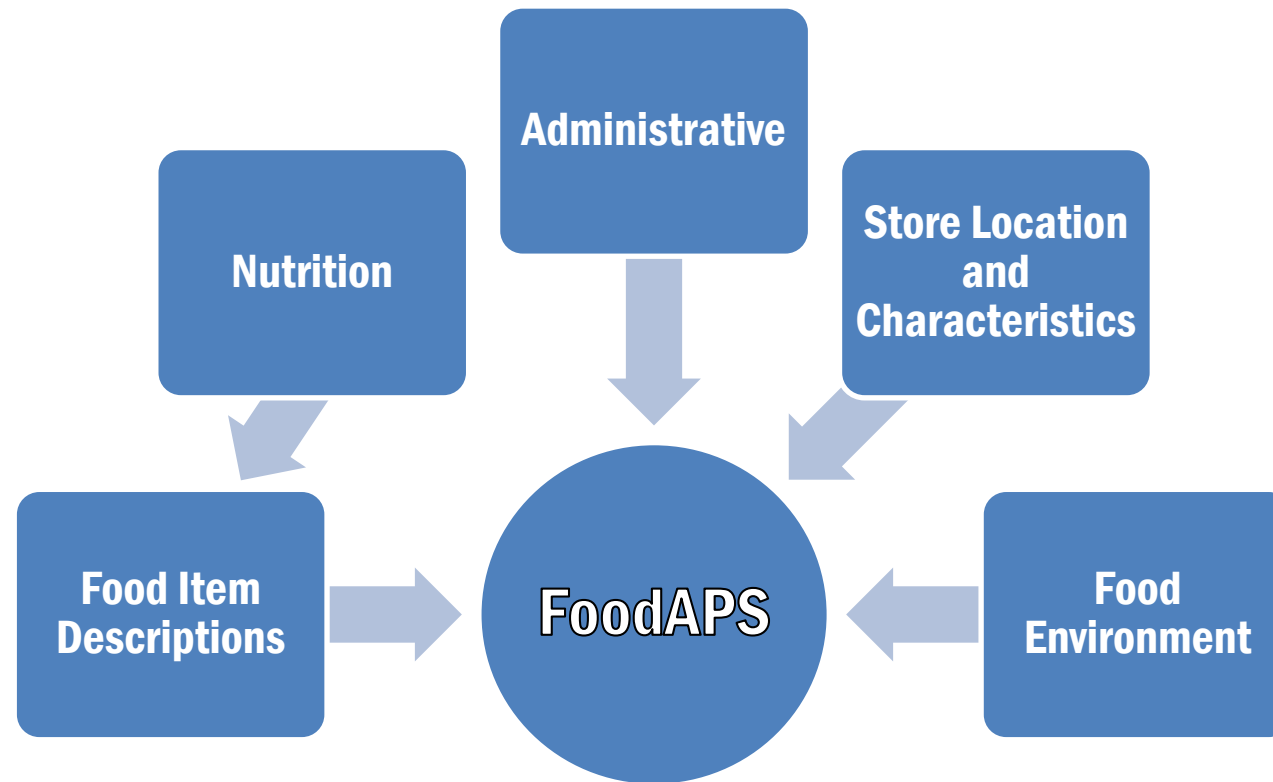 Administrative
Nutrition
Store Location
and
Characteristics
Food Item
Descriptions
FoodAPS
Food
Environment